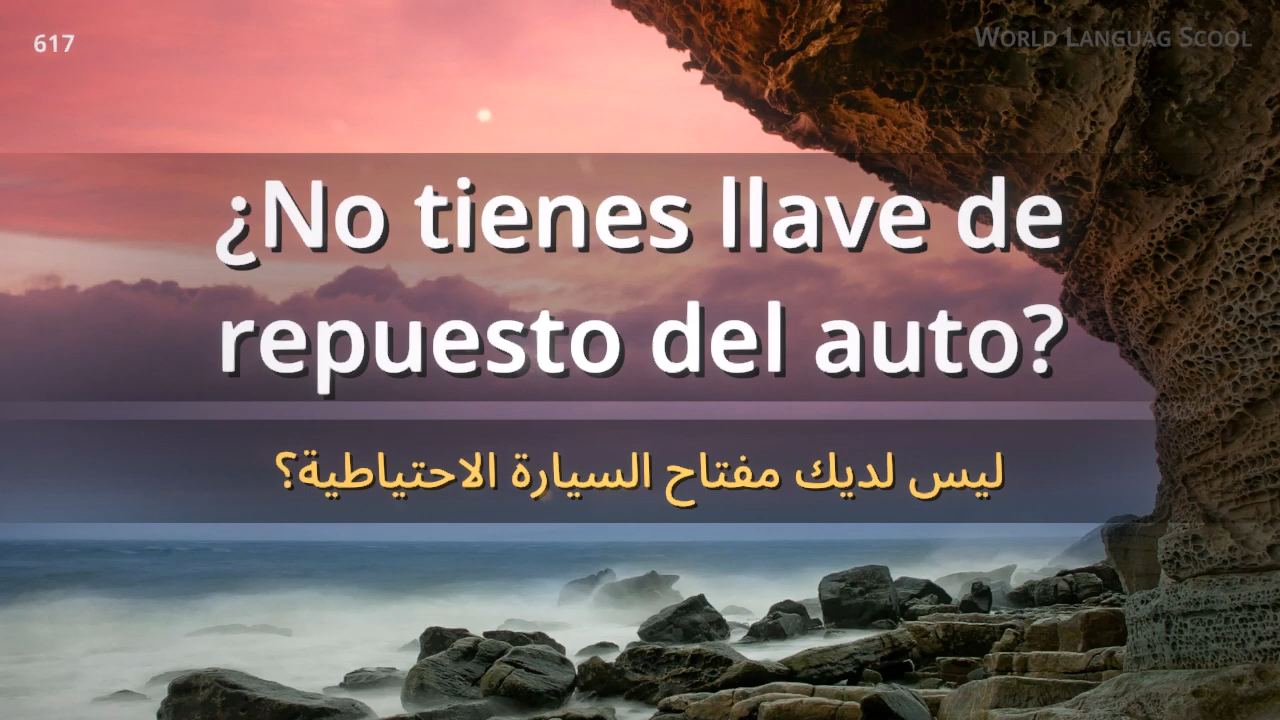 617
World Languag Scool
¿No tienes llave de
repuesto del auto?
ليس لديك مفتاح السيارة الاحتياطية؟